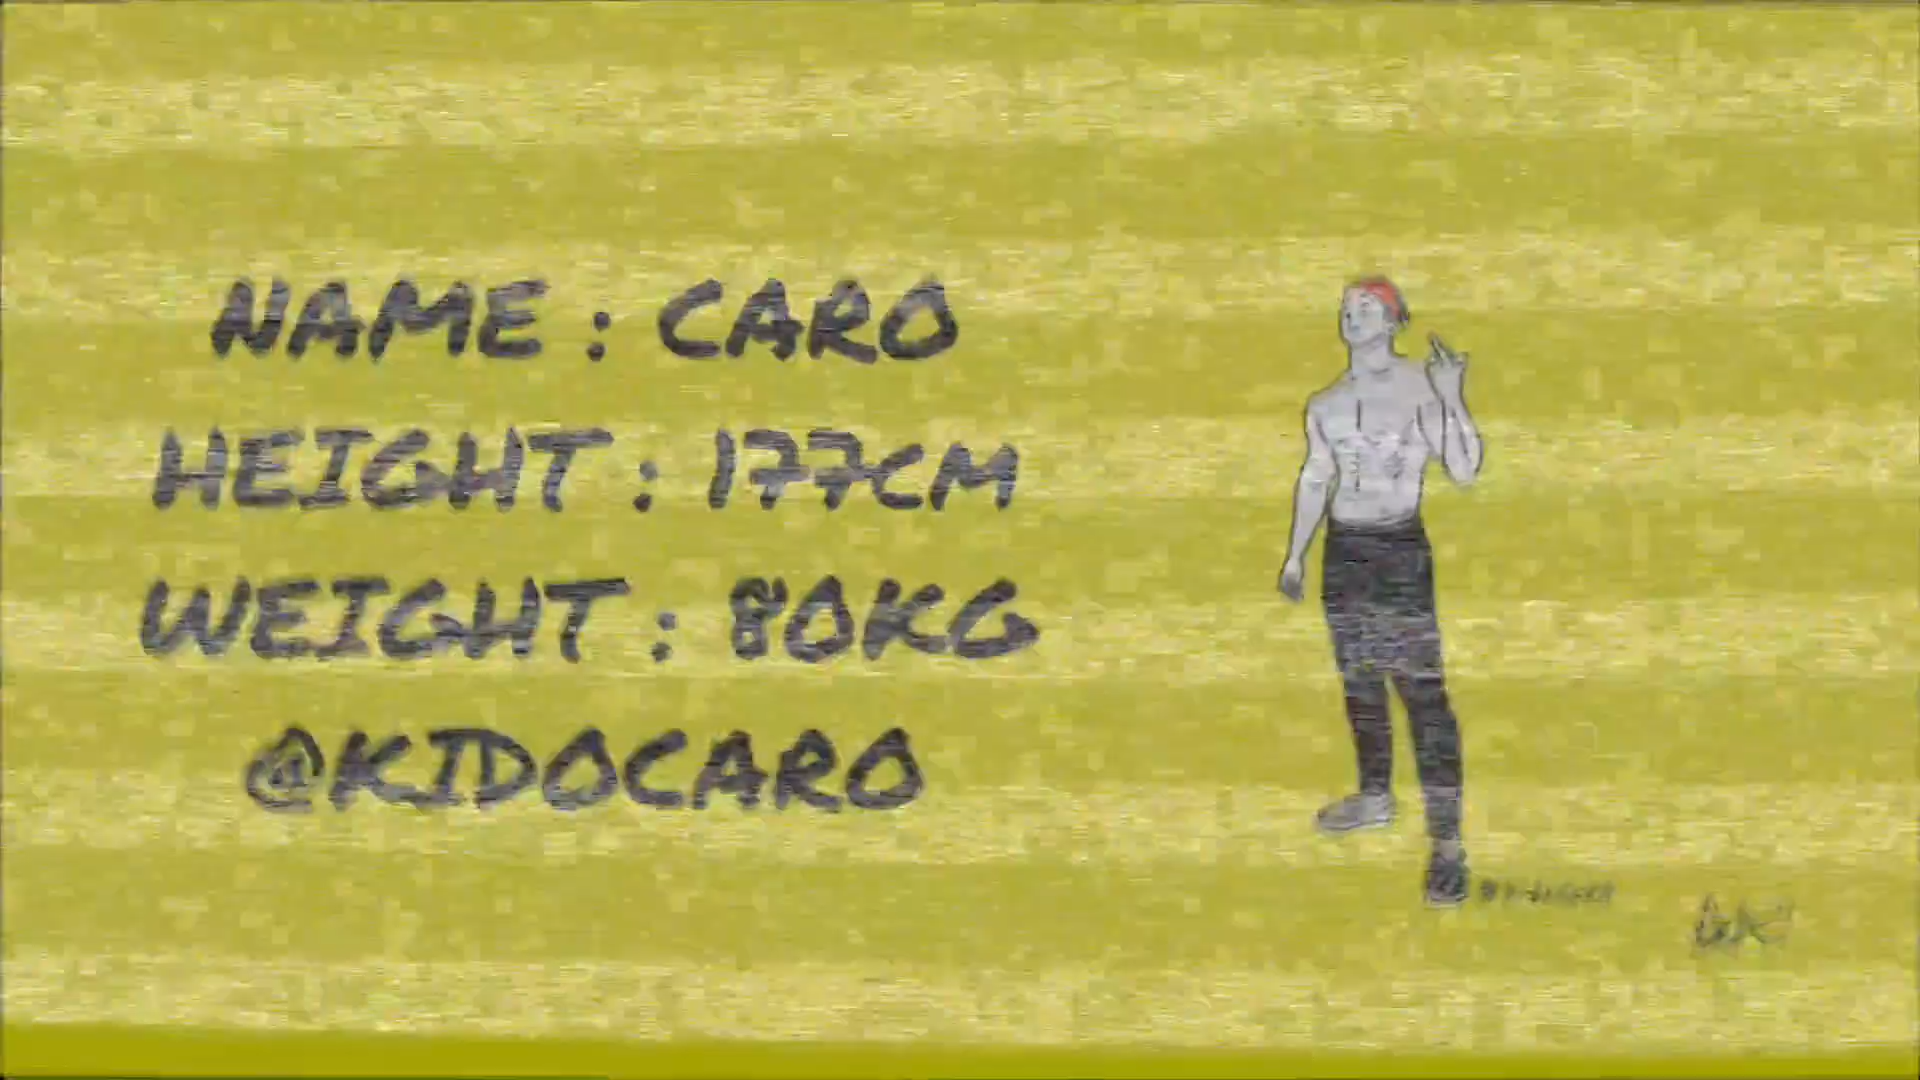 NAME : CARO
HEIGHT : 177CM
WEIGHT : 80KG
@KIDOCARO